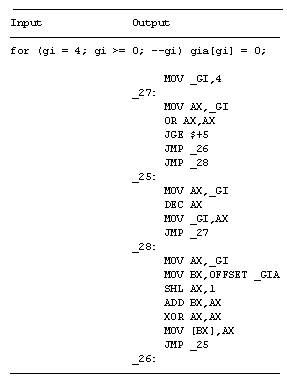 Input Output
for (gi = 4; gi >= 0; --gi) gia[gi] = 0;
MOV _GI,4
_27:
MOV AX,_GI
OR AX,AX
JGE $+5
JMP _26
JMP _28
_25:
MOV AX,_GI
DEC AX
MOV _GI,AX
JMP _27
_28:
MOV AX,_GI
MOV BX,OFFSET _GIA
SHL AX,1
ADD BX,AX
XOR AX,AX
MOV [BX],AX
JMP _25
_26: